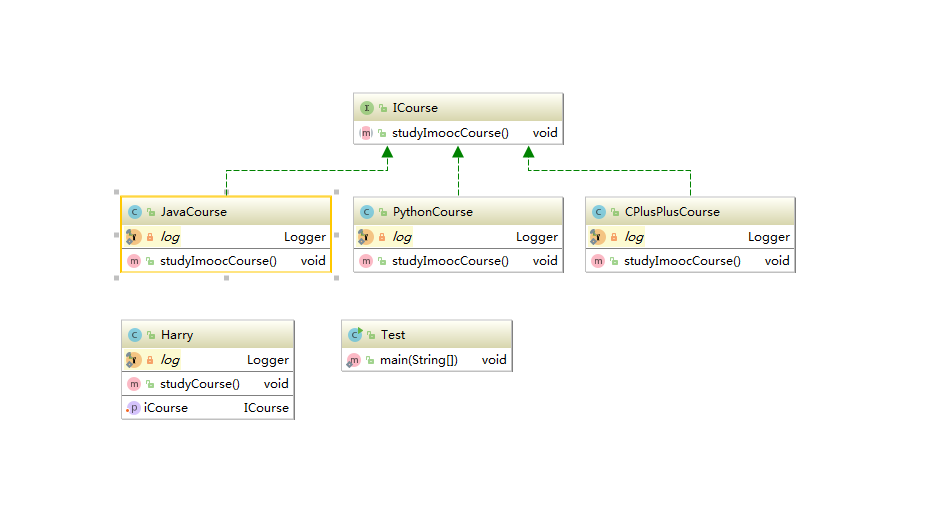 ICourse
studyImoocCourse() void
JavaCourse
log Logger
studyImoocCourse() void
PythonCourse
log Logger
studyImoocCourse() void
CPlusPlusCourse
log Logger
studyImoocCourse() void
Harry
log Logger
studyCourse() void
iCourse ICourse
Test
main(String[]) void